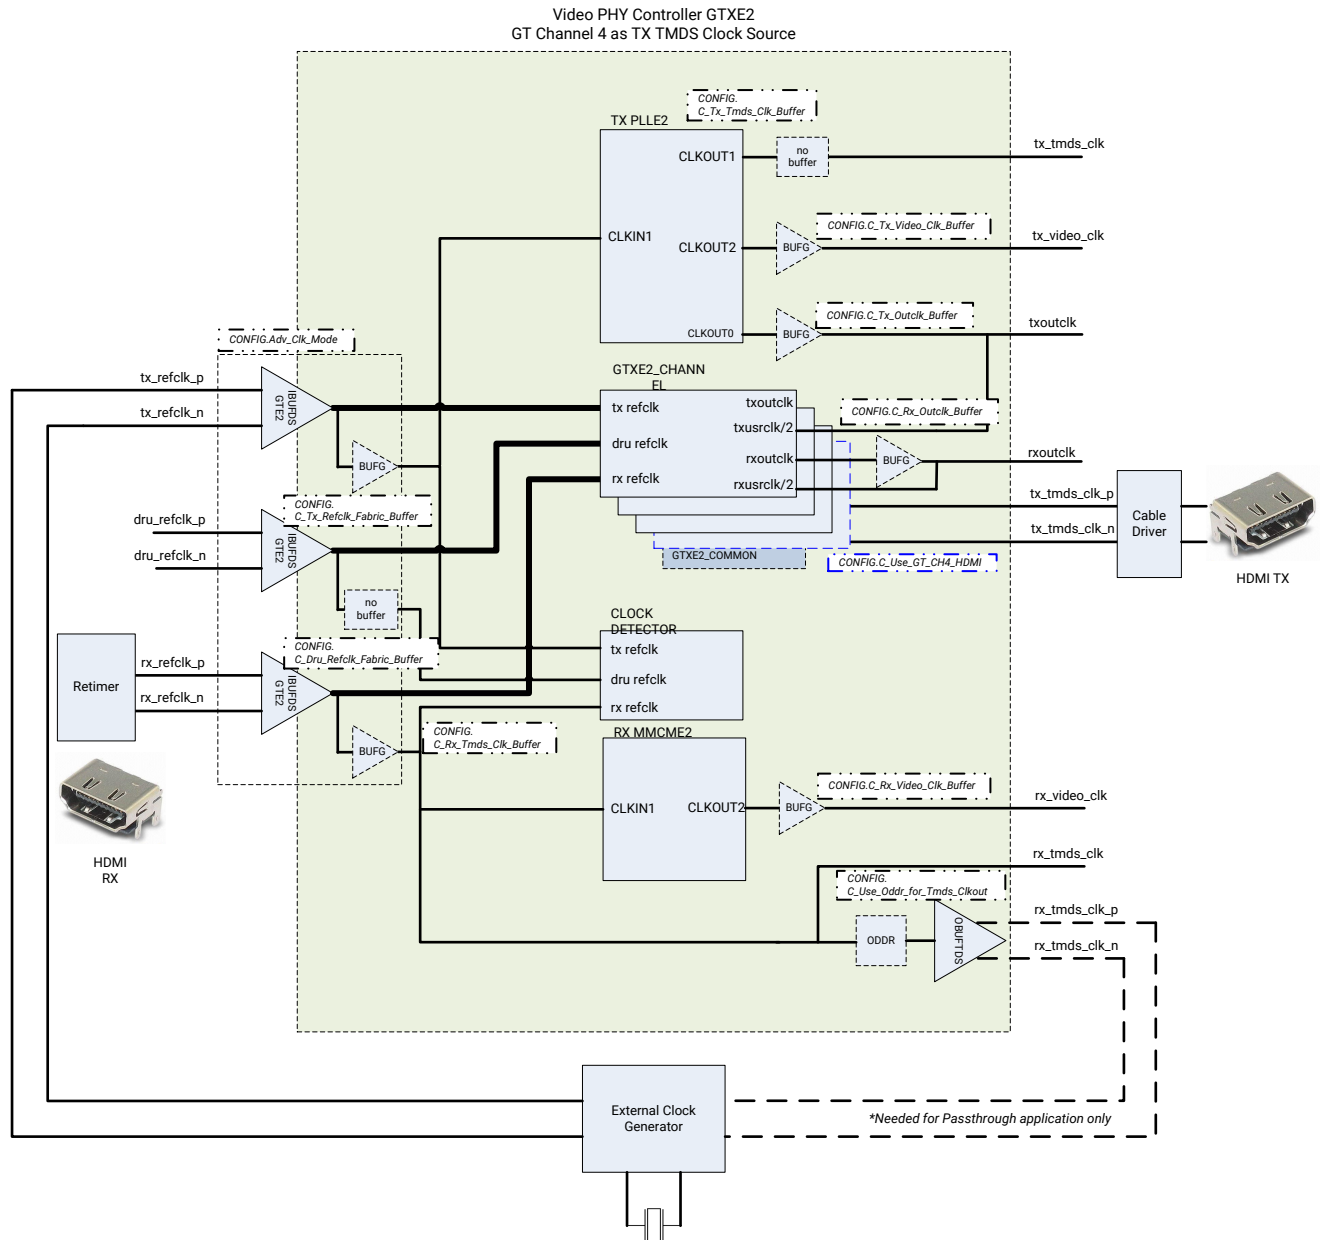 Video PHY Controller GTXE2
GT Channel 4 as TX TMDS Clock Source
CONFIG.
C_Tx_Tmds_Clk_Buffer
TX PLLE2
CLKOUT1
no
buffer
tx_tmds_clk
CONFIG.C_Tx_Video_Clk_Buffer
CLKIN1
CLKOUT2
BUFG
tx_video_clk
CONFIG.C_Tx_Outclk_Buffer
CLKOUT0
BUFG
txoutclk
CONFIG.Adv_Clk_Mode
tx_refclk_p
tx_refclk_n
IBUFDS
GTE2
BUFG
GTXE2_CHANN
EL
tx refclk
dru refclk
rx refclk
txoutclk
txusrclk/2
rxoutclk
rxusrclk/2
CONFIG.C_Rx_Outclk_Buffer
BUFG
rxoutclk
tx_tmds_clk_p
tx_tmds_clk_n
Cable
Driver
HDMI TX
CONFIG.
C_Tx_Refclk_Fabric_Buffer
dru_refclk_p
dru_refclk_n
IBUFDS
GTE2
GTXE2_COMMON
CONFIG.C_Use_GT_CH4_HDMI
no
buffer
CLOCK
DETECTOR
tx refclk
dru refclk
rx refclk
CONFIG.
C_Dru_Refclk_Fabric_Buffer
Retimer
rx_refclk_p
rx_refclk_n
IBUFDS
GTE2
BUFG
CONFIG.
C_Rx_Tmds_Clk_Buffer
RX MMCME2
CLKIN1
CLKOUT2
BUFG
CONFIG.C_Rx_Video_Clk_Buffer
rx_video_clk
HDMI
RX
rx_tmds_clk
CONFIG.
C_Use_Oddr_for_Tmds_Clkout
ODDR
OBUFTDS
rx_tmds_clk_p
rx_tmds_clk_n
External Clock
Generator
*Needed for Passthrough application only